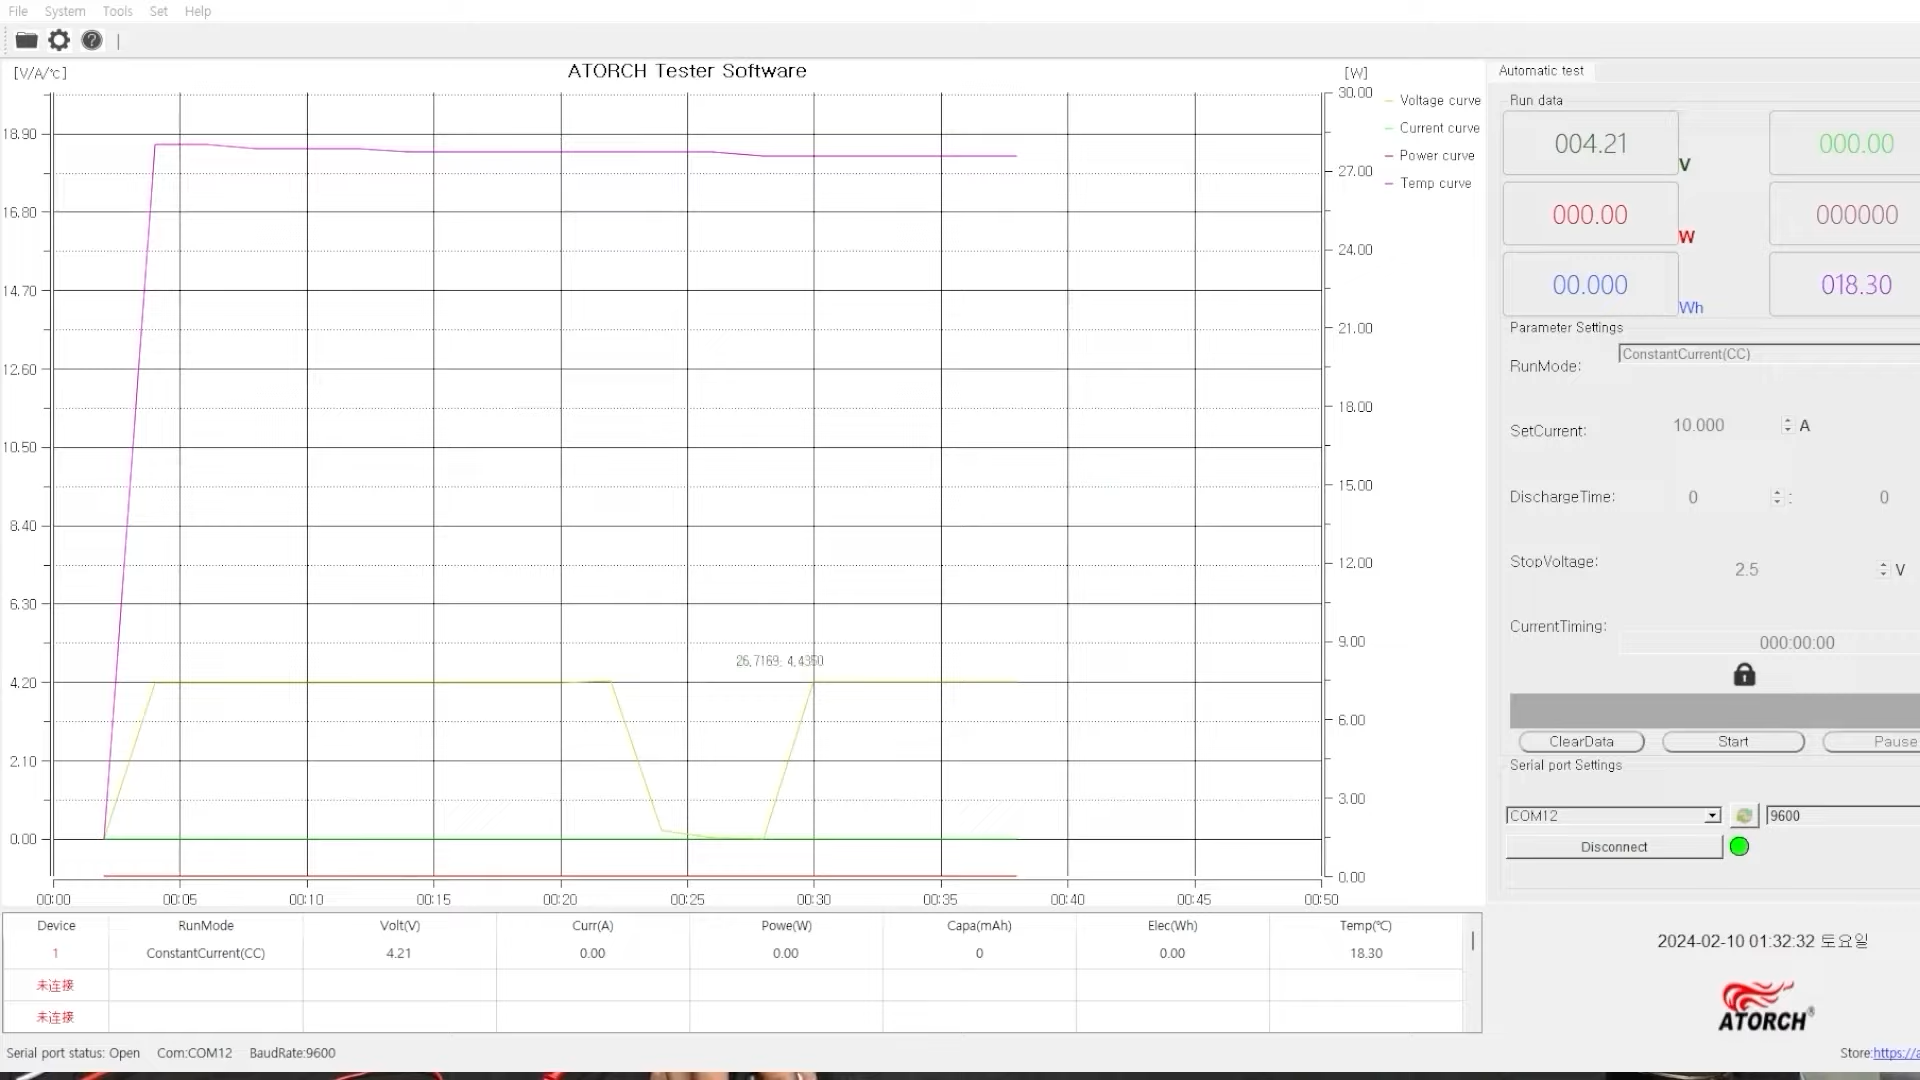 File System Tools Set Help
[V/A/℃] ATORCH Tester Software [W]
18.90
16.80
14.70
12.60
10.50
8.40
6.30
4.20
2.10
0.00
30.00
27.00
24.00
21.00
18.00
15.00
12.00
9.00
6.00
3.00
0.00
Voltage curve
Current curve
Power curve
Temp curve
26,7169; 4,4350
00:00 00:05 00:10 00:15 00:20 00:25 00:30 00:35 00:40 00:45 00:50
Automatic test
Run data
004.21 V 000.00
000.00 W 000000
00.000 Wh 018.30
Parameter Settings
RunMode: ConstantCurrent(CC)
SetCurrent: 10.000 A
DischargeTime: 0 : 0
StopVoltage: 2.5 V
CurrentTiming: 000:00:00
ClearData Start Pause
Serial port Settings
COM12 9600
Disconnect
Device RunMode Volt(V) Curr(A) Powe(W) Capa(mAh) Elec(Wh) Temp(℃)
1 ConstantCurrent(CC) 4.21 0.00 0.00 0 0.00 18.30
未连接
未连接
2024-02-10 01:32:32 토요일
ATORCH®
Serial port status: Open Com:COM12 BaudRate:9600
Store:https://a